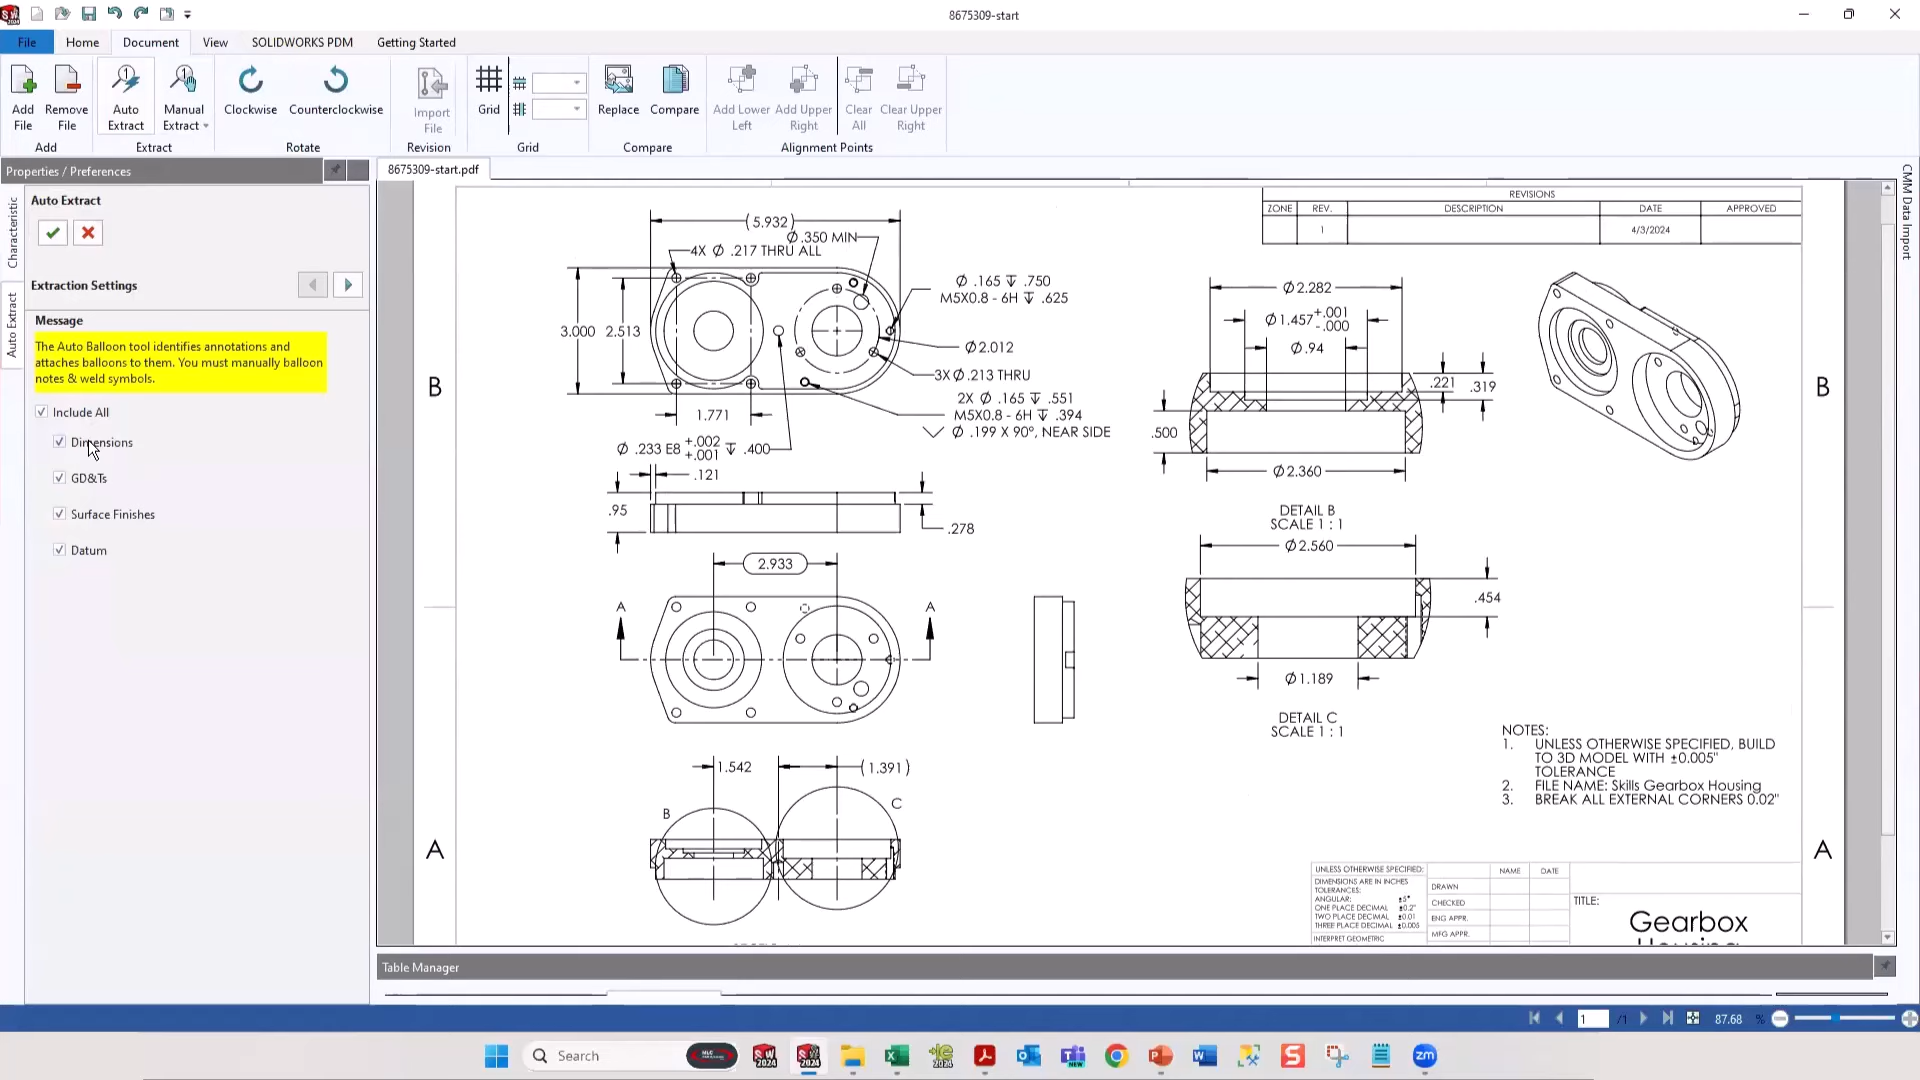 8675309-start
File Home Document View SOLIDWORKS PDM Getting Started
Add File
Remove File
Auto Extract
Manual Extract
Clockwise
Counterclockwise
Import File
Grid
Replace
Compare
Add Lower Left
Add Upper Right
Clear All
Clear Upper Right
Add Extract Rotate Revision Grid Compare Alignment Points
Properties / Preferences
8675309-start.pdf
Characteristic
Auto Extract
CMM Data Import
Auto Extract
Extraction Settings
Message
The Auto Balloon tool identifies annotations and
attaches balloons to them. You must manually balloon
notes & weld symbols.
Include All
Dimensions
GD&Ts
Surface Finishes
Datum
REVISIONS
ZONE REV. DESCRIPTION DATE APPROVED
1 4/3/2024
(5.932)
Ø.350 MIN
4X Ø .217 THRU ALL
Ø .165 ↧ .750
M5X0.8 - 6H ↧ .625
3.000 2.513
Ø2.012
3X Ø.213 THRU
2X Ø .165 ↧ .551
M5X0.8 - 6H ↧ .394
⌵ Ø .199 X 90°, NEAR SIDE
1.771
Ø .233 E8 +.002 +.001 ↧ .400
.121
.95
.278
2.933
A A
1.542 (1.391)
B C
Ø2.282
Ø1.457 +.001 -.000
Ø.94
.221 .319
.500
Ø2.360
DETAIL B
SCALE 1 : 1
Ø2.560
.454
Ø1.189
DETAIL C
SCALE 1 : 1
B B
A A
NOTES:
1. UNLESS OTHERWISE SPECIFIED, BUILD
TO 3D MODEL WITH ±0.005"
TOLERANCE
2. FILE NAME: Skills Gearbox Housing
3. BREAK ALL EXTERNAL CORNERS 0.02"
UNLESS OTHERWISE SPECIFIED:
DIMENSIONS ARE IN INCHES
TOLERANCES:
ANGULAR: ±5°
ONE PLACE DECIMAL ±0.2"
TWO PLACE DECIMAL ±0.01
THREE PLACE DECIMAL ±0.005
INTERPRET GEOMETRIC
NAME DATE
DRAWN
CHECKED
ENG APPR.
MFG APPR.
TITLE:
Gearbox
Table Manager
1 /1 87.68 %
Search